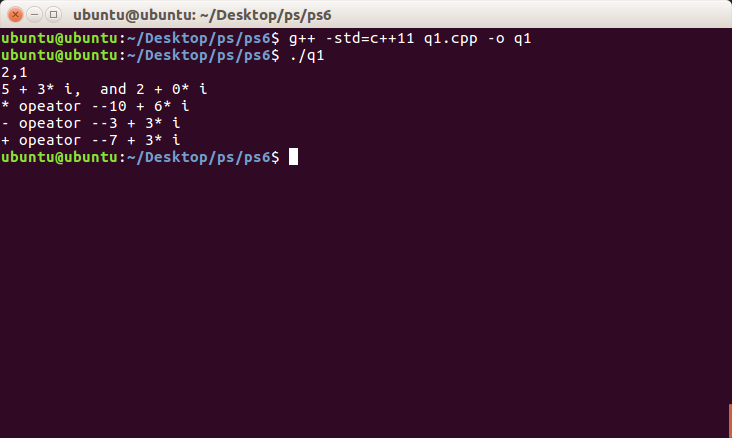 ubuntu@ubuntu: ~/Desktop/ps/ps6
ubuntu@ubuntu:~/Desktop/ps/ps6$ g++ -std=c++11 q1.cpp -o q1
ubuntu@ubuntu:~/Desktop/ps/ps6$ ./q1
2,1
5 + 3* i,  and 2 + 0* i
* opeator --10 + 6* i
- opeator --3 + 3* i
+ opeator --7 + 3* i
ubuntu@ubuntu:~/Desktop/ps/ps6$